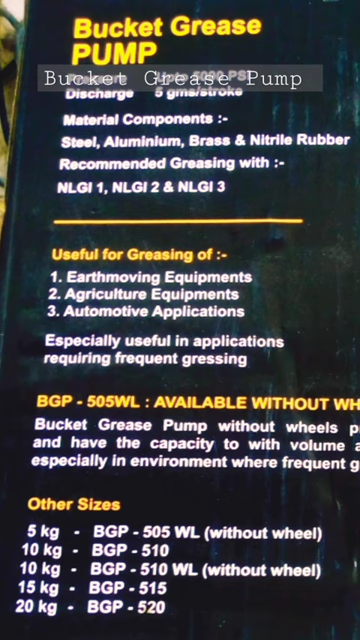 Bucket Grease
PUMP
Bucket Grease Pump
Discharge 5 gms/stroke
Material Components :-
Steel, Aluminium, Brass & Nitrile Rubber
Recommended Greasing with :-
NLGI 1, NLGI 2 & NLGI 3
Useful for Greasing of :-
1. Earthmoving Equipments
2. Agriculture Equipments
3. Automotive Applications
Especially useful in applications
requiring frequent gressing
BGP - 505WL : AVAILABLE WITHOUT WH
Bucket Grease Pump without wheels p
and have the capacity to with volume a
especially in environment where frequent g
Other Sizes
5 kg - BGP - 505 WL (without wheel)
10 kg - BGP - 510
10 kg - BGP - 510 WL (without wheel)
15 kg - BGP - 515
20 kg - BGP - 520